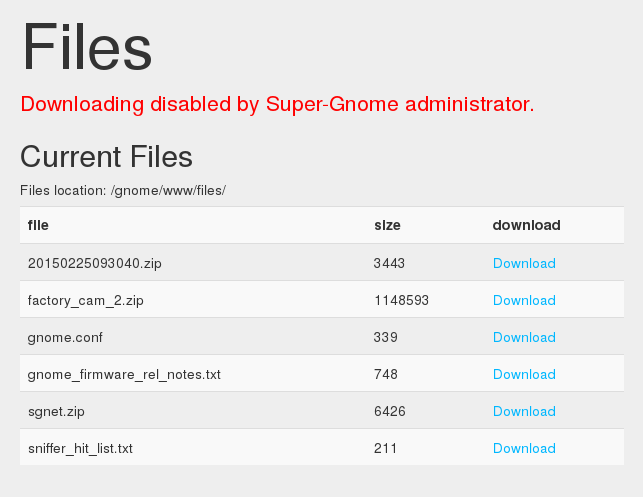 Files
Downloading disabled by Super-Gnome administrator.
Current Files
Files location: /gnome/www/files/
file size download
20150225093040.zip 3443 Download
factory_cam_2.zip 1148593 Download
gnome.conf 339 Download
gnome_firmware_rel_notes.txt 748 Download
sgnet.zip 6426 Download
sniffer_hit_list.txt 211 Download